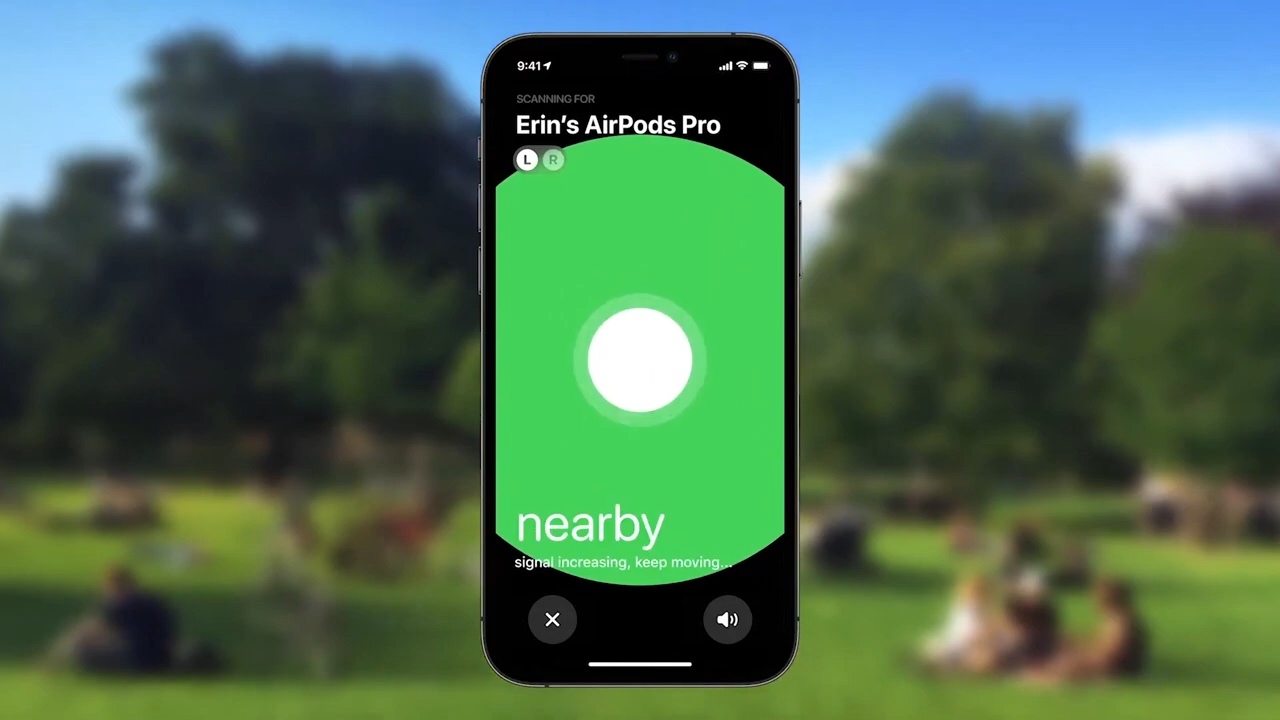 9:41
SCANNING FOR
Erin’s AirPods Pro
L R
nearby
signal increasing, keep moving...